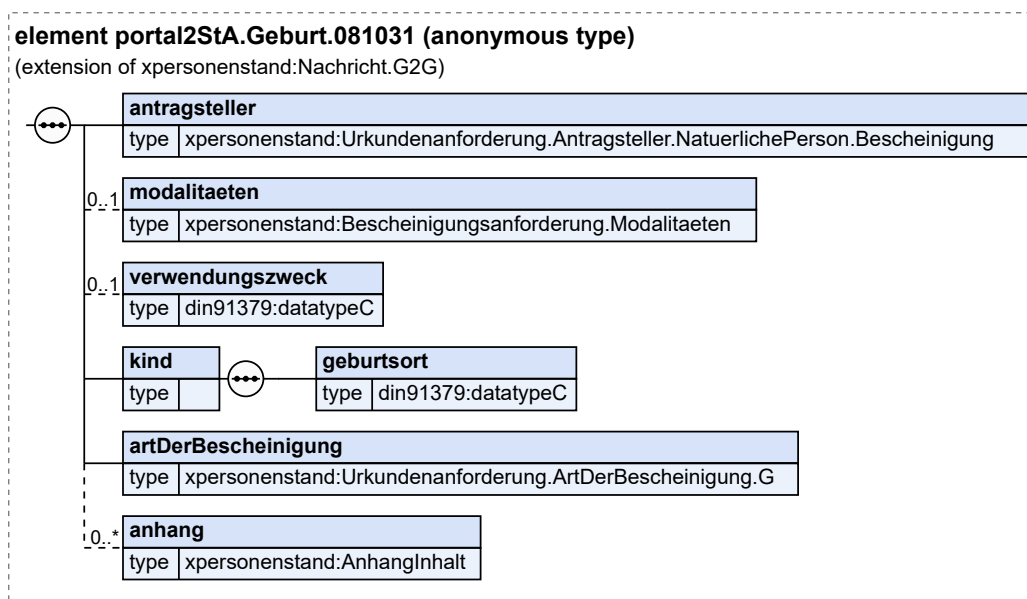 element portal2StA.Geburt.081031 (anonymous type)
(extension of xpersonenstand:Nachricht.G2G)
antragsteller
type xpersonenstand:Urkundenanforderung.Antragsteller.NatuerlichePerson.Bescheinigung
0..1 modalitaeten
type xpersonenstand:Bescheinigungsanforderung.Modalitaeten
0..1 verwendungszweck
type din91379:datatypeC
kind geburtsort
type type din91379:datatypeC
artDerBescheinigung
type xpersonenstand:Urkundenanforderung.ArtDerBescheinigung.G
0..* anhang
type xpersonenstand:AnhangInhalt